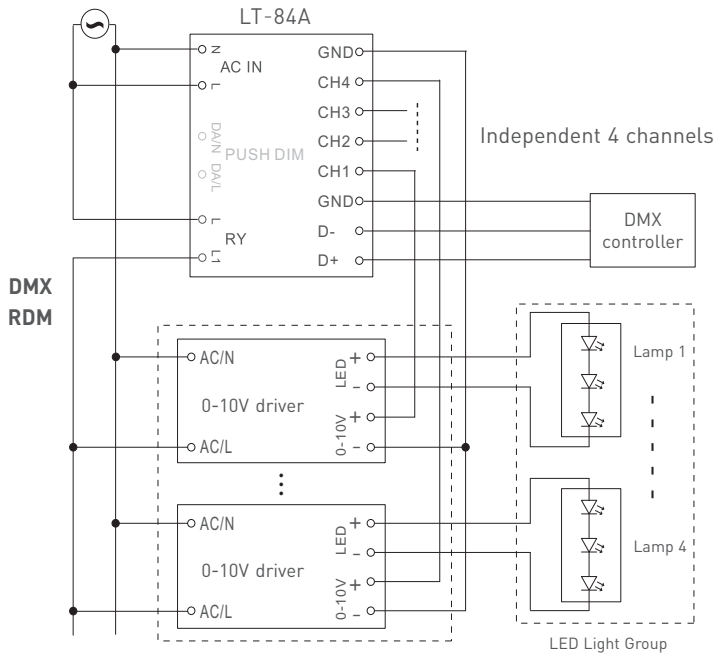 LT-84A
N
AC IN
L
DA/N
DA/L
PUSH DIM
L
RY
L1
GND
CH4
CH3
CH2
CH1
GND
D-
D+
Independent 4 channels
DMX
controller
DMX
RDM
AC/N
0-10V driver
AC/L
LED
+
-
0-10V
+
-
Lamp 1
AC/N
0-10V driver
AC/L
LED
+
-
0-10V
+
-
Lamp 4
LED Light Group